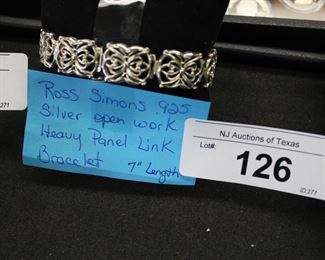 Ross Simons .925
Silver open work
Heavy Panel Link
Bracelet 7" Length
NJ Auctions of Texas
Lot#:
126
ID:271
271